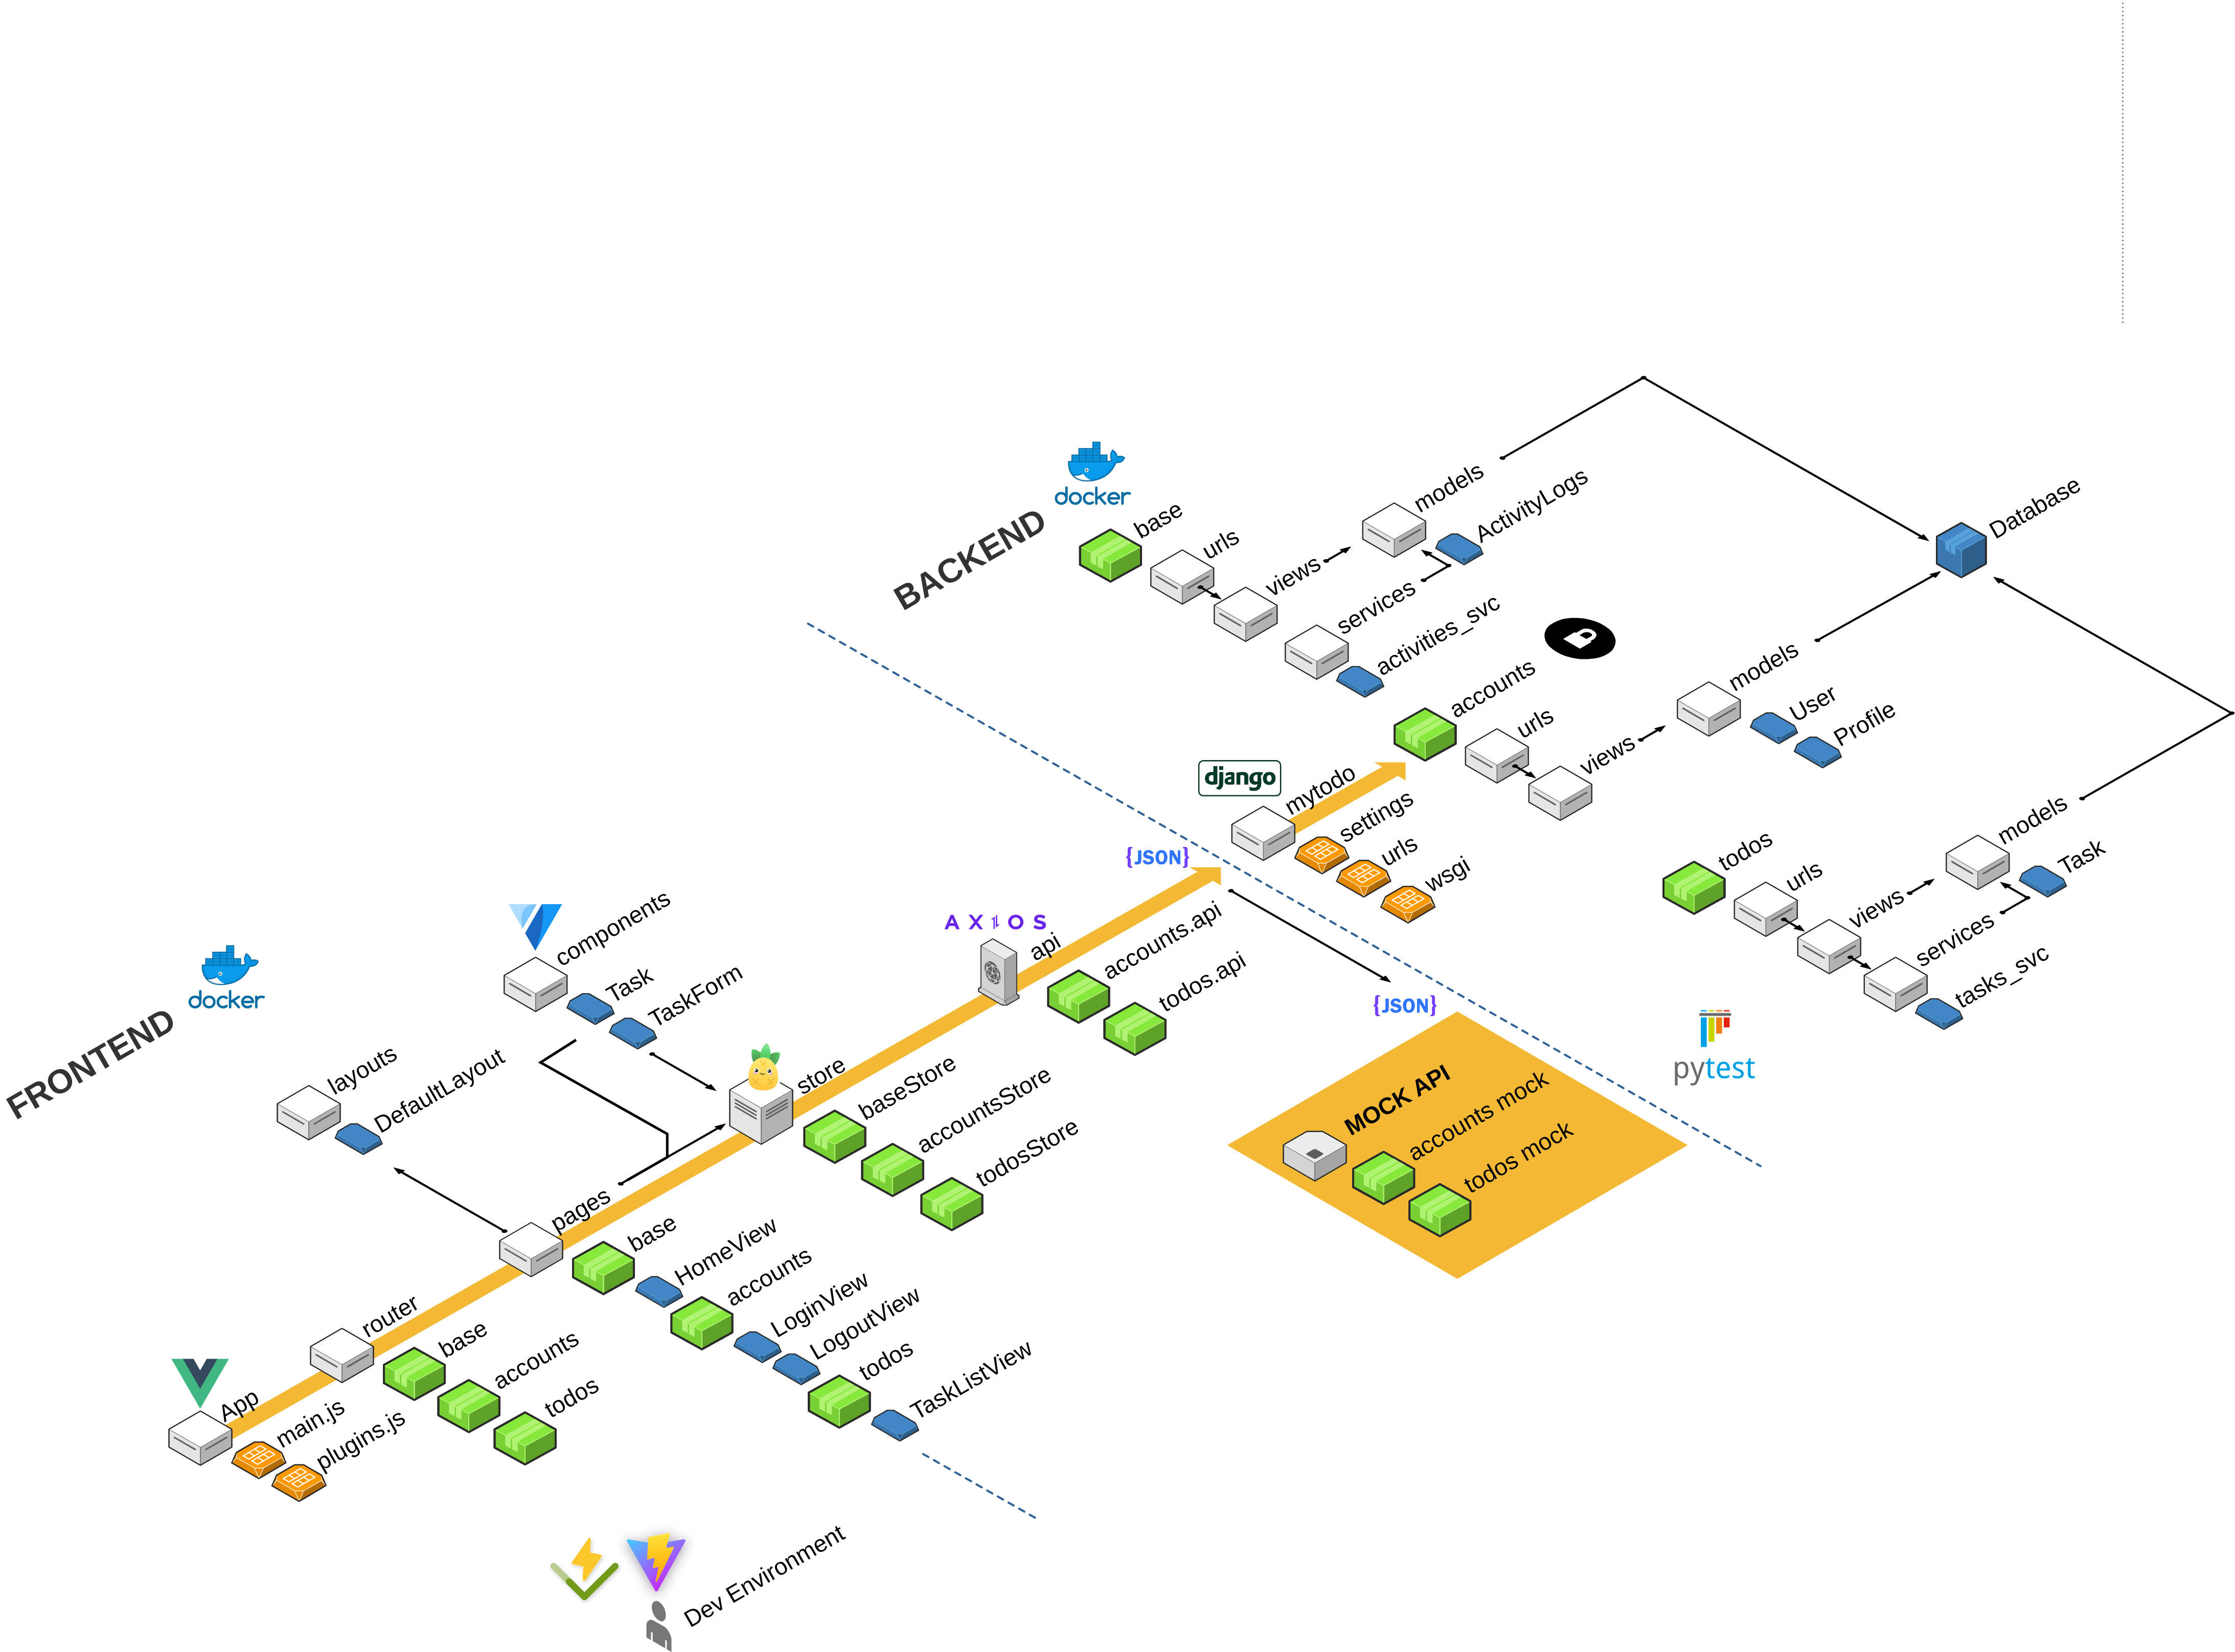 BACKEND
docker
base
urls
views
models
ActivityLogs
services
activities_svc
Database
accounts
urls
views
models
User
Profile
django
mytodo
settings
urls
wsgi
todos
urls
views
models
Task
services
tasks_svc
pytest
{JSON}
{JSON}
MOCK API
accounts mock
todos mock
FRONTEND
docker
components
Task
TaskForm
layouts
DefaultLayout
AXIOS
api
accounts.api
todos.api
store
baseStore
accountsStore
todosStore
pages
base
HomeView
accounts
LoginView
LogoutView
todos
TaskListView
router
base
accounts
todos
App
main.js
plugins.js
Dev Environment